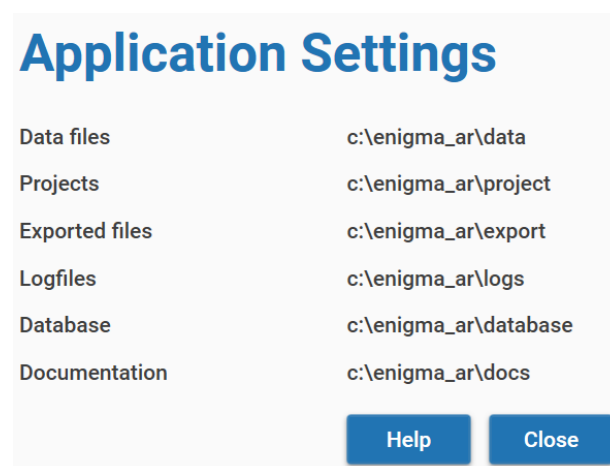 Application Settings
Data files c:\enigma_ar\data
Projects c:\enigma_ar\project
Exported files c:\enigma_ar\export
Logfiles c:\enigma_ar\logs
Database c:\enigma_ar\database
Documentation c:\enigma_ar\docs
Help Close